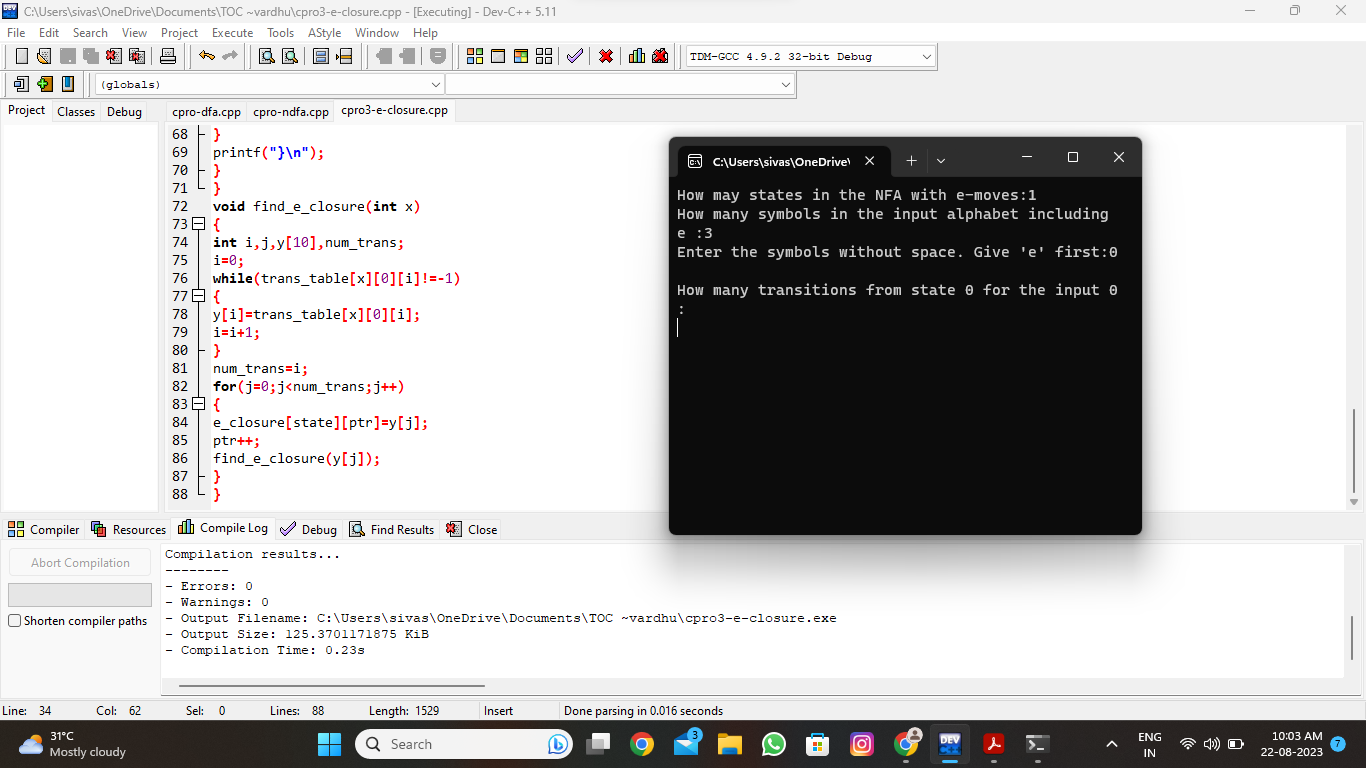 C:\Users\sivas\OneDrive\Documents\TOC ~vardhu\cpro3-e-closure.cpp - [Executing] - Dev-C++ 5.11
File Edit Search View Project Execute Tools AStyle Window Help
TDM-GCC 4.9.2 32-bit Debug
(globals)
Project Classes Debug
cpro-dfa.cpp cpro-ndfa.cpp cpro3-e-closure.cpp
68 }
69 printf("}\n");
70 }
71 }
72 void find_e_closure(int x)
73 {
74 int i,j,y[10],num_trans;
75 i=0;
76 while(trans_table[x][0][i]!=-1)
77 {
78 y[i]=trans_table[x][0][i];
79 i=i+1;
80 }
81 num_trans=i;
82 for(j=0;j<num_trans;j++)
83 {
84 e_closure[state][ptr]=y[j];
85 ptr++;
86 find_e_closure(y[j]);
87 }
88 }
C:\Users\sivas\OneDrive\
How may states in the NFA with e-moves:1
How many symbols in the input alphabet including
e :3
Enter the symbols without space. Give 'e' first:0
How many transitions from state 0 for the input 0
:
Compiler Resources Compile Log Debug Find Results Close
Abort Compilation
Shorten compiler paths
Compilation results...
--------
- Errors: 0
- Warnings: 0
- Output Filename: C:\Users\sivas\OneDrive\Documents\TOC ~vardhu\cpro3-e-closure.exe
- Output Size: 125.3701171875 KiB
- Compilation Time: 0.23s
Line: 34 Col: 62 Sel: 0 Lines: 88 Length: 1529 Insert Done parsing in 0.016 seconds
31°C
Mostly cloudy
Search
3
DEV
ENG
IN
10:03 AM
22-08-2023
7